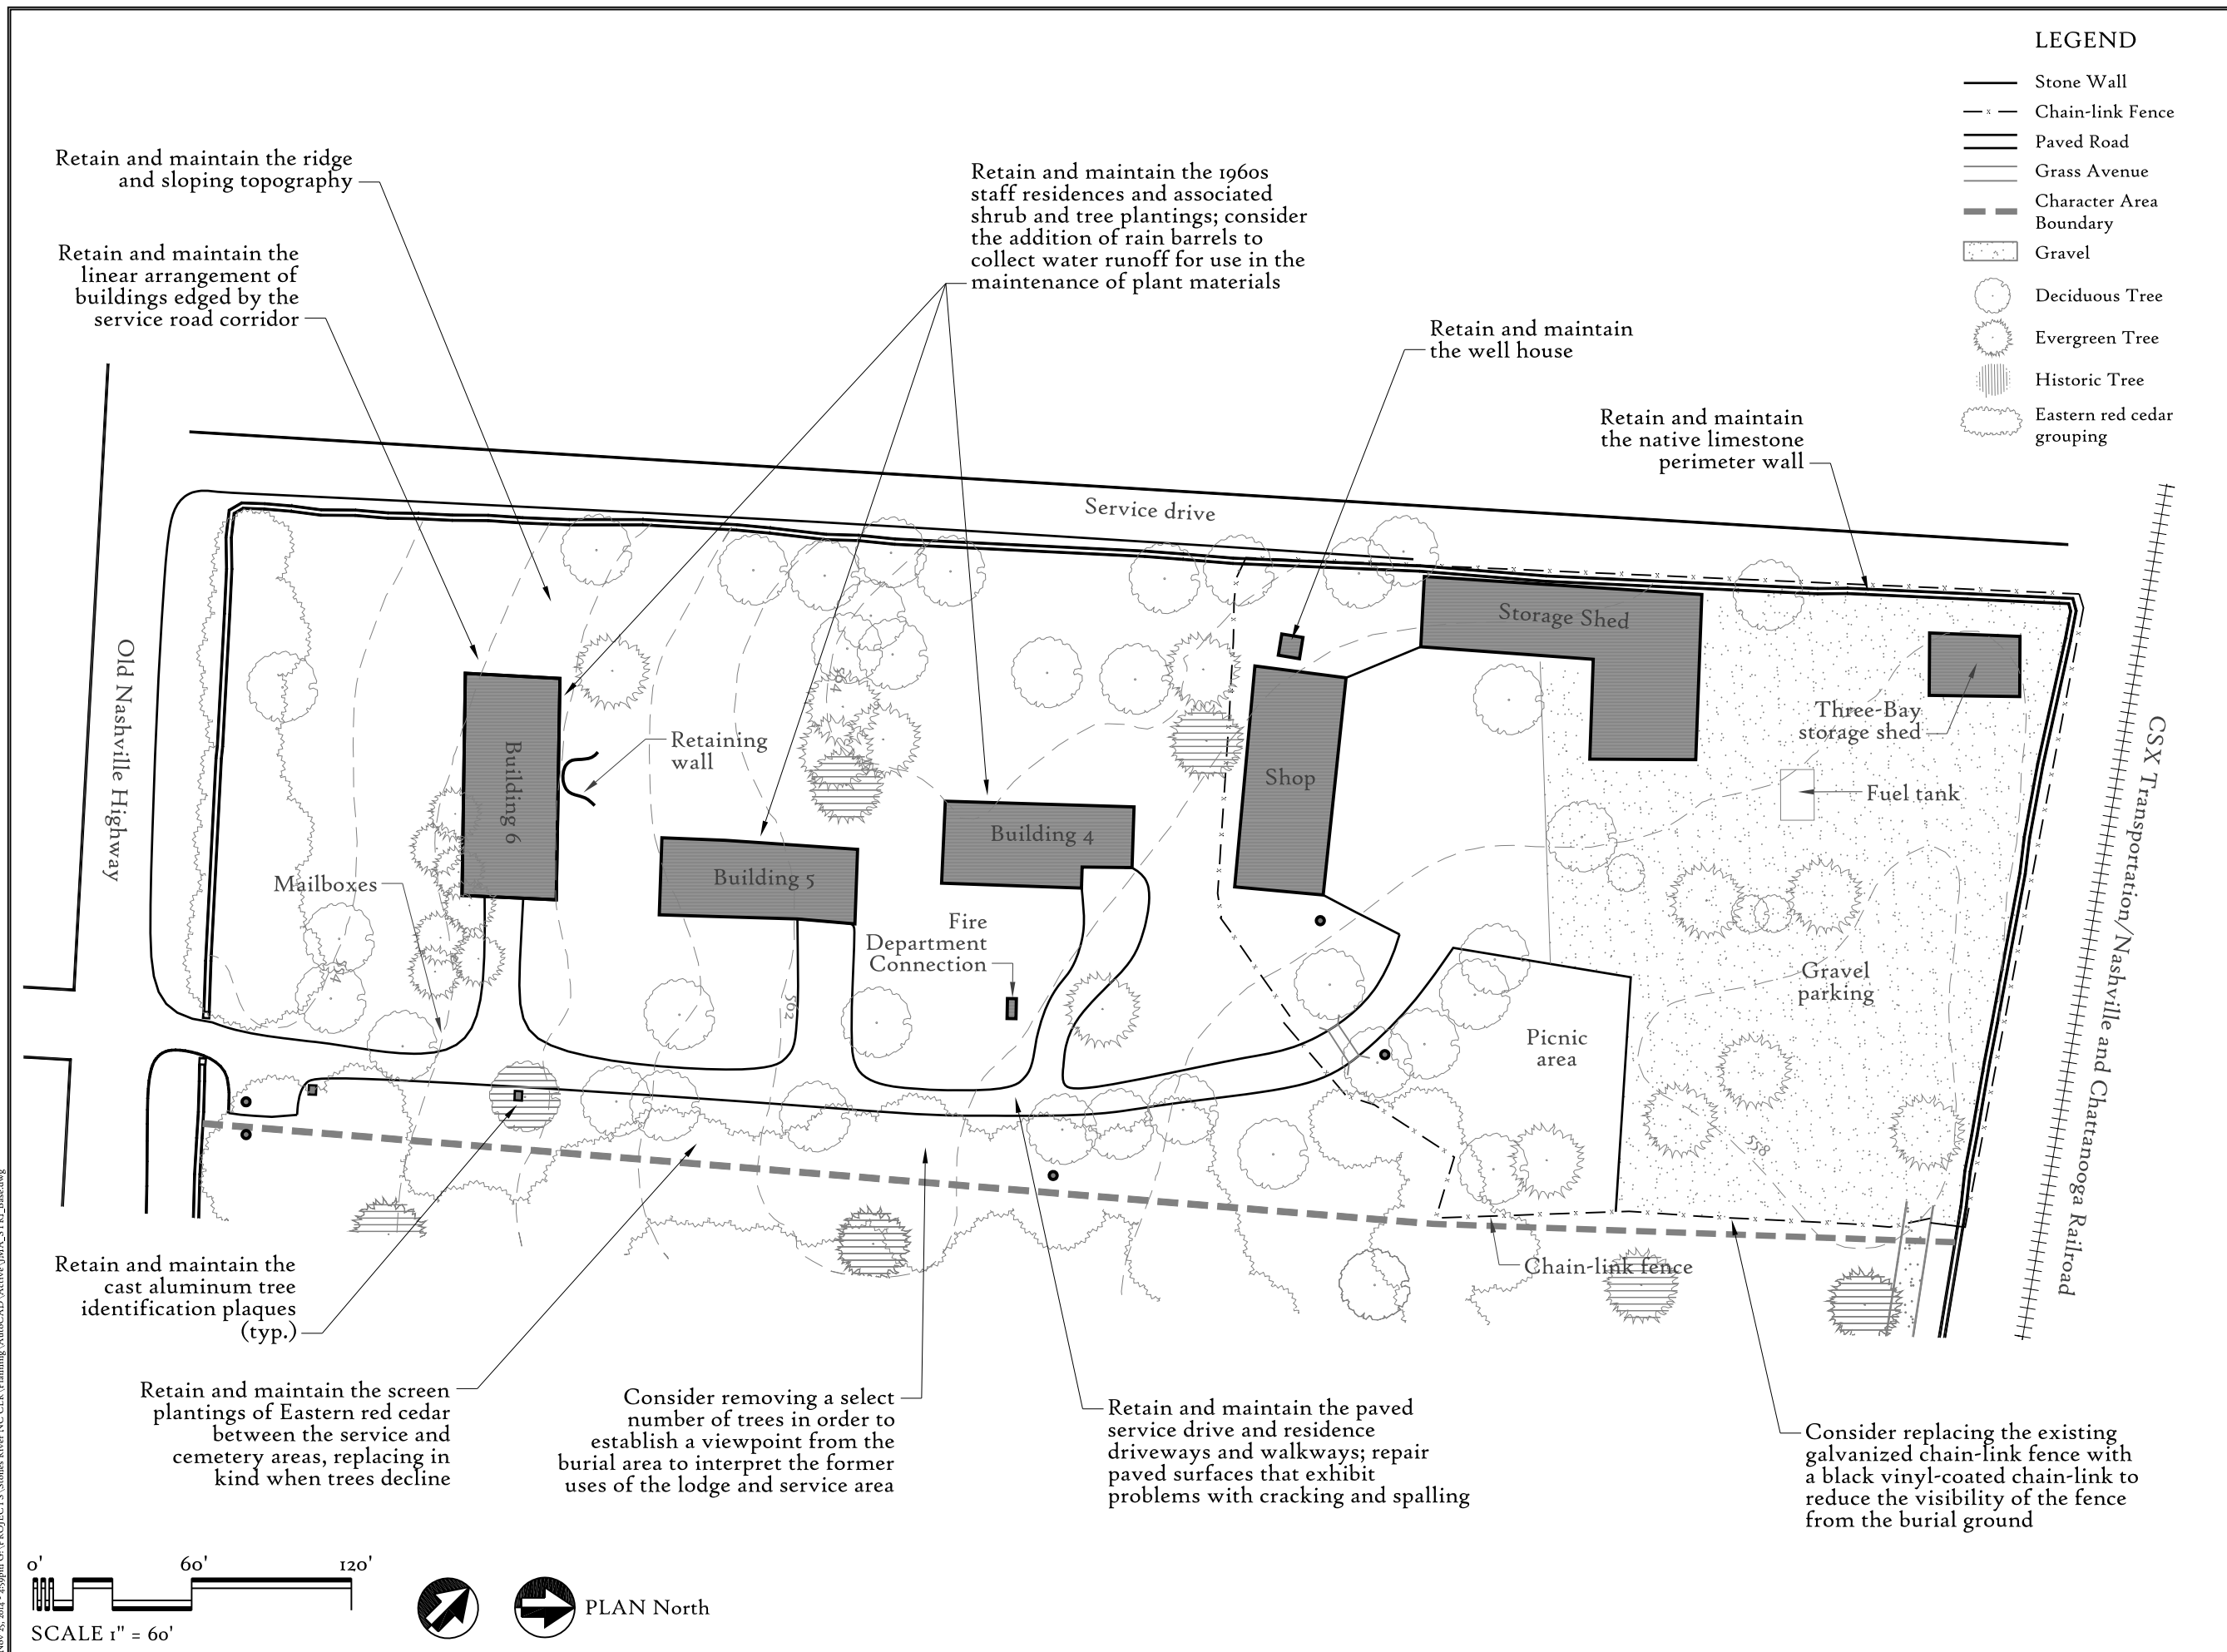 LEGEND
Stone Wall
Chain-link Fence
Paved Road
Grass Avenue
Character Area
Boundary
Gravel
Deciduous Tree
Evergreen Tree
Historic Tree
Eastern red cedar
grouping
Retain and maintain the ridge
and sloping topography
Retain and maintain the
linear arrangement of
buildings edged by the
service road corridor
Retain and maintain the 1960s
staff residences and associated
shrub and tree plantings; consider
the addition of rain barrels to
collect water runoff for use in the
maintenance of plant materials
Retain and maintain
the well house
Retain and maintain
the native limestone
perimeter wall
Service drive
Old Nashville Highway
Storage Shed
Three-Bay
storage shed
Fuel tank
CSX Transportation/Nashville and Chattanooga Railroad
564
Retaining
wall
Building 6
Shop
Building 4
Building 5
Mailboxes
Fire
Department
Connection
562
Gravel
parking
Picnic
area
558
Chain-link fence
Retain and maintain the
cast aluminum tree
identification plaques
(typ.)
Retain and maintain the screen
plantings of Eastern red cedar
between the service and
cemetery areas, replacing in
kind when trees decline
Consider removing a select
number of trees in order to
establish a viewpoint from the
burial area to interpret the former
uses of the lodge and service area
Retain and maintain the paved
service drive and residence
driveways and walkways; repair
paved surfaces that exhibit
problems with cracking and spalling
Consider replacing the existing
galvanized chain-link fence with
a black vinyl-coated chain-link to
reduce the visibility of the fence
from the burial ground
0' 60' 120'
SCALE 1" = 60'
PLAN North